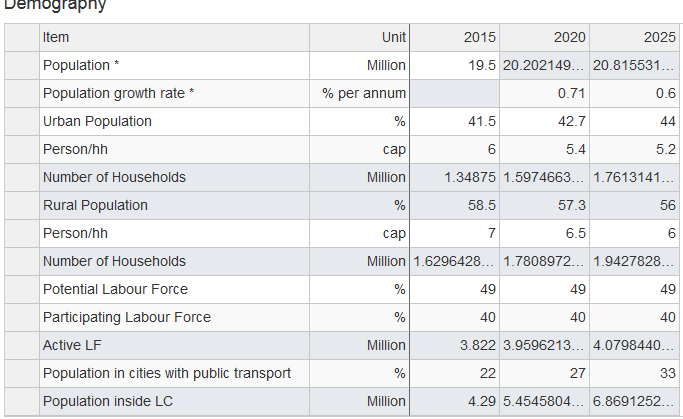 Demography
Item Unit 2015 2020 2025
Population * Million 19.5 20.202149... 20.815531...
Population growth rate * % per annum 0.71 0.6
Urban Population % 41.5 42.7 44
Person/hh cap 6 5.4 5.2
Number of Households Million 1.34875 1.5974663... 1.7613141...
Rural Population % 58.5 57.3 56
Person/hh cap 7 6.5 6
Number of Households Million 1.6296428... 1.7808972... 1.9427828...
Potential Labour Force % 49 49 49
Participating Labour Force % 40 40 40
Active LF Million 3.822 3.9596213... 4.0798440...
Population in cities with public transport % 22 27 33
Population inside LC Million 4.29 5.4545804... 6.8691252...